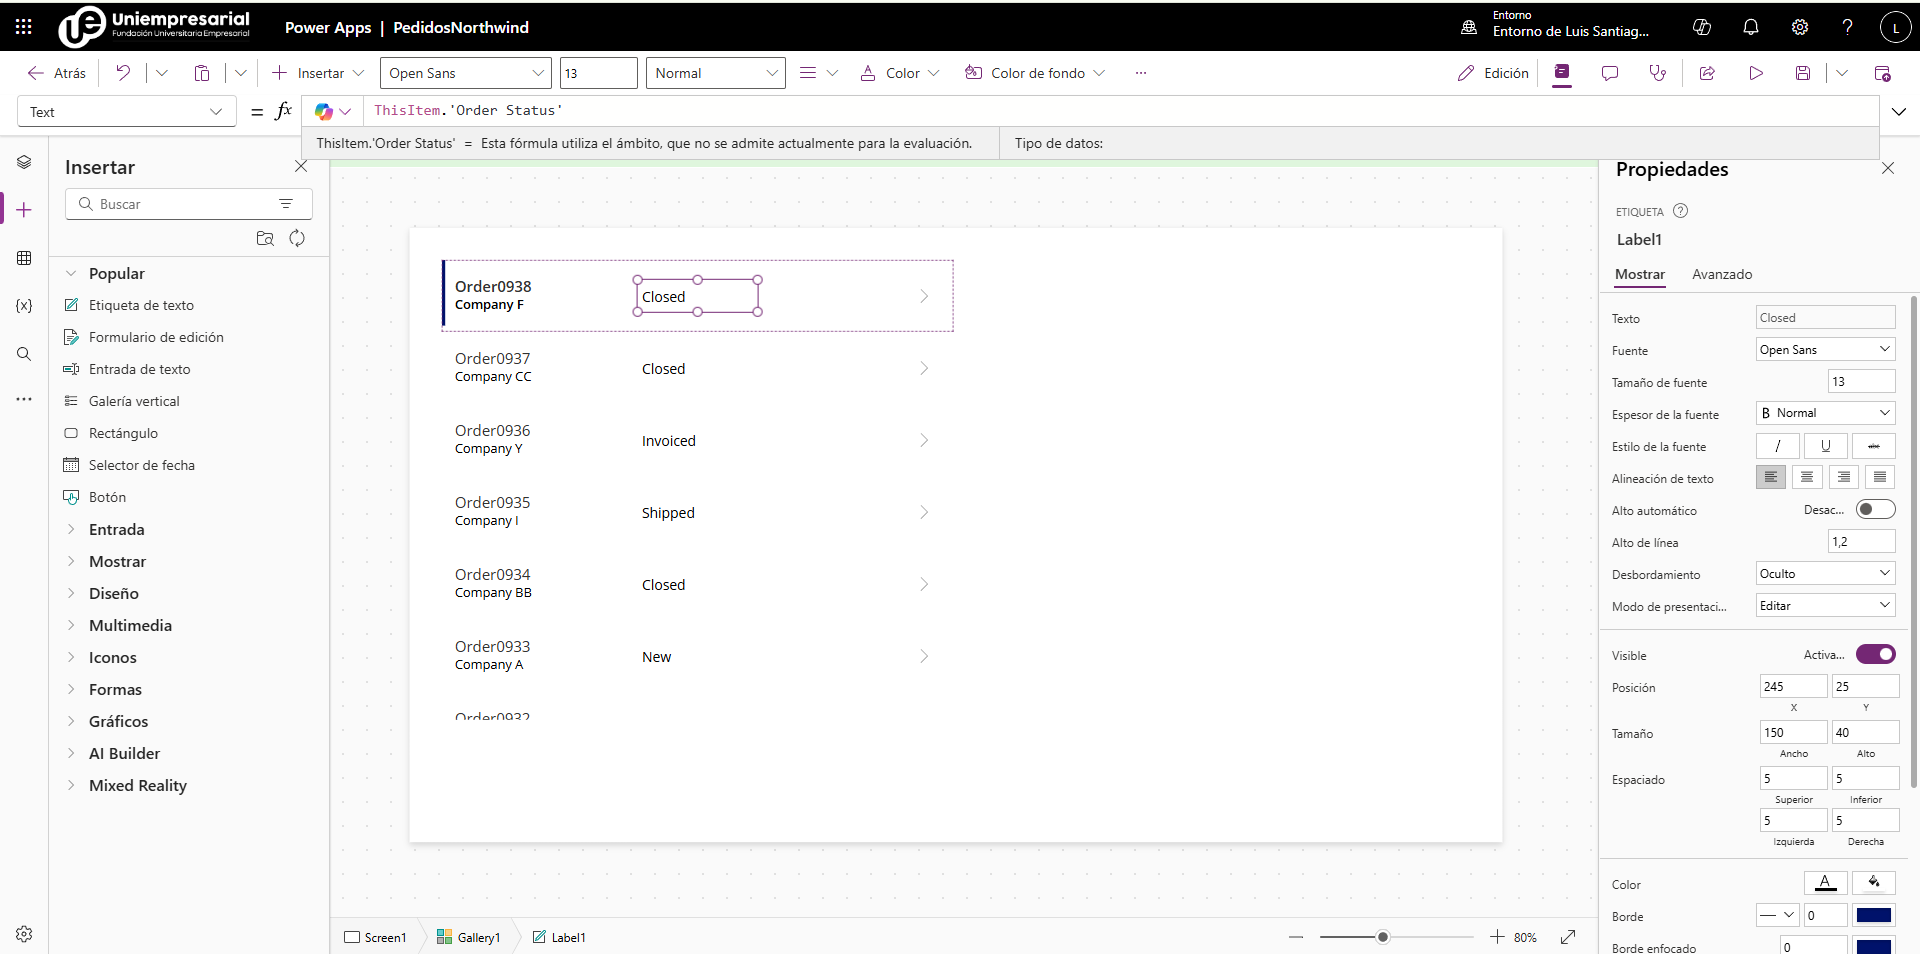 Uniempresarial
Fundación Universitaria Empresarial
Power Apps | PedidosNorthwind
Entorno
Entorno de Luis Santiag...
L
Atrás
Insertar
Open Sans
13
Normal
Color
Color de fondo
Edición
Text
= fx
ThisItem.'Order Status'
ThisItem.'Order Status' = Esta fórmula utiliza el ámbito, que no se admite actualmente para la evaluación.
Tipo de datos:
Insertar
Buscar
Popular
Etiqueta de texto
Formulario de edición
Entrada de texto
Galería vertical
Rectángulo
Selector de fecha
Botón
Entrada
Mostrar
Diseño
Multimedia
Iconos
Formas
Gráficos
AI Builder
Mixed Reality
Order0938
Company F
Closed
Order0937
Company CC
Closed
Order0936
Company Y
Invoiced
Order0935
Company I
Shipped
Order0934
Company BB
Closed
Order0933
Company A
New
Order0932
Screen1
Gallery1
Label1
80%
Propiedades
ETIQUETA
Label1
Mostrar
Avanzado
Texto
Closed
Fuente
Open Sans
Tamaño de fuente
13
Espesor de la fuente
B Normal
Estilo de la fuente
/ U abc
Alineación de texto
Alto automático
Desac...
Alto de línea
1,2
Desbordamiento
Oculto
Modo de presentaci...
Editar
Visible
Activa...
Posición
245 25
X Y
Tamaño
150 40
Ancho Alto
Espaciado
5 5
Superior Inferior
5 5
Izquierda Derecha
Color
A
Borde
0
Borde enfocado
0